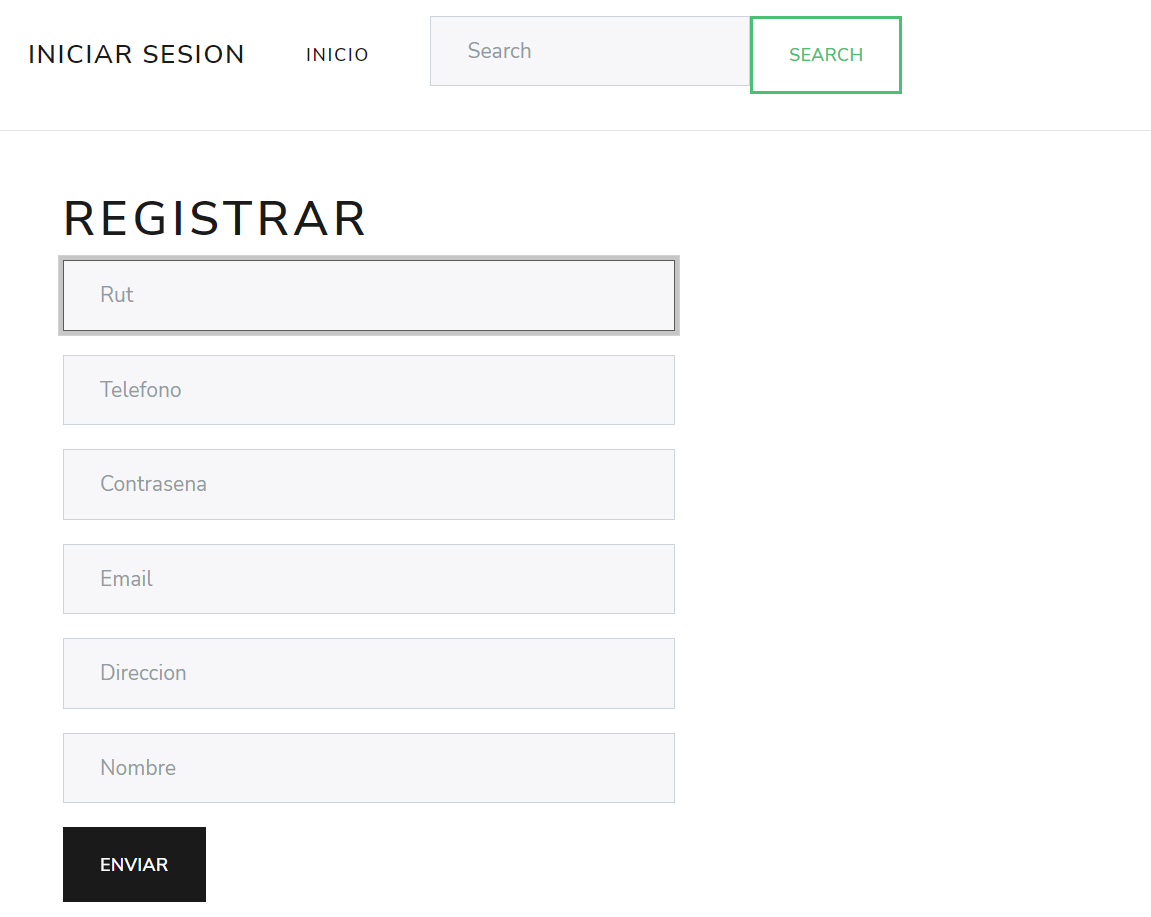 INICIAR SESION INICIO Search SEARCH
REGISTRAR
Rut
Telefono
Contrasena
Email
Direccion
Nombre
ENVIAR